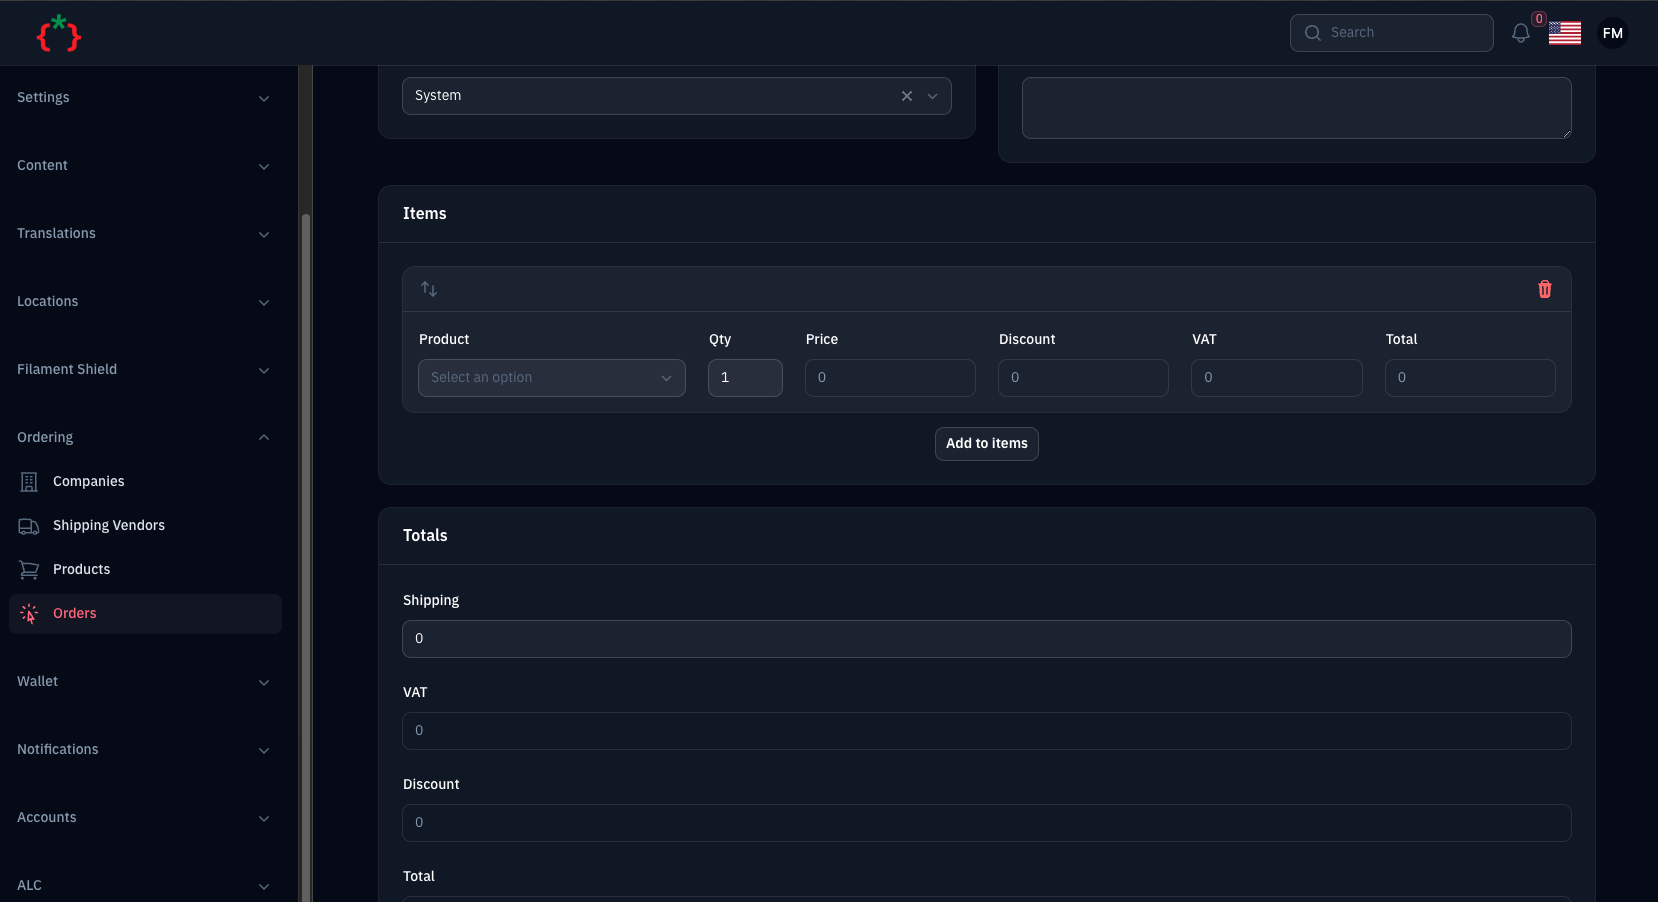 Search
0
FM
Settings
Content
Translations
Locations
Filament Shield
Ordering
Companies
Shipping Vendors
Products
Orders
Wallet
Notifications
Accounts
ALC
System
Items
Product Qty Price Discount VAT Total
Select an option 1 0 0 0 0
Add to items
Totals
Shipping
0
VAT
0
Discount
0
Total